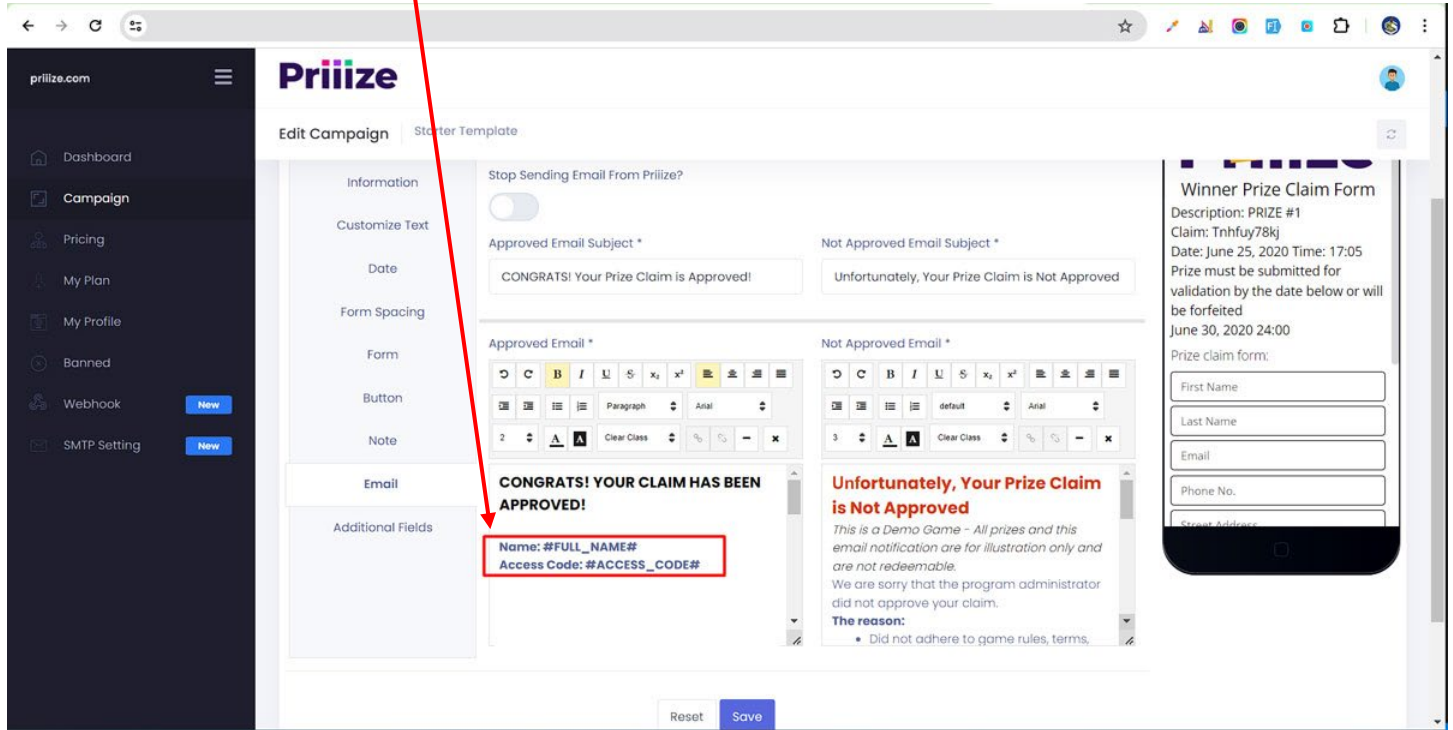 priiize.com
Priiize
Edit Campaign
Starter Template
Dashboard
Campaign
Pricing
My Plan
My Profile
Banned
Webhook
New
SMTP Setting
New
Information
Customize Text
Date
Form Spacing
Form
Button
Note
Email
Additional Fields
Stop Sending Email From Priiize?
Approved Email Subject *
CONGRATS! Your Prize Claim is Approved!
Not Approved Email Subject *
Unfortunately, Your Prize Claim is Not Approved
Approved Email *
B I U S x₂ x²
Paragraph
Arial
2
A A
Clear Class
CONGRATS! YOUR CLAIM HAS BEEN
APPROVED!
Name: #FULL_NAME#
Access Code: #ACCESS_CODE#
Not Approved Email *
B I U S x₂ x²
default
Arial
3
A A
Clear Class
Unfortunately, Your Prize Claim
is Not Approved
This is a Demo Game - All prizes and this
email notification are for illustration only and
are not redeemable.
We are sorry that the program administrator
did not approve your claim.
The reason:
• Did not adhere to game rules, terms,
Reset
Save
Winner Prize Claim Form
Description: PRIZE #1
Claim: Tnhfuy78kj
Date: June 25, 2020 Time: 17:05
Prize must be submitted for
validation by the date below or will
be forfeited
June 30, 2020 24:00
Prize claim form:
First Name
Last Name
Email
Phone No.
Street Address